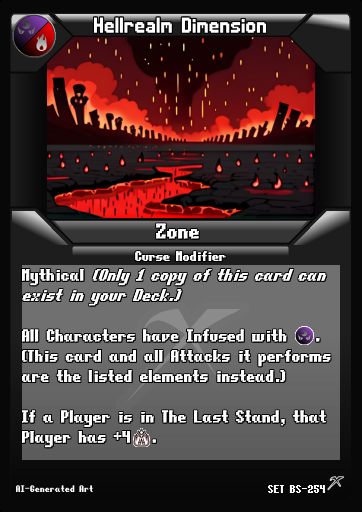 Hellrealm Dimension
Zone
Curse Modifier
Mythical (Only 1 copy of this card can
exist in your Deck.)
All Characters have Infused with .
(This card and all Attacks it performs
are the listed elements instead.)
If a Player is in The Last Stand, that
Player has +4.
AI-Generated Art
SET BS-254